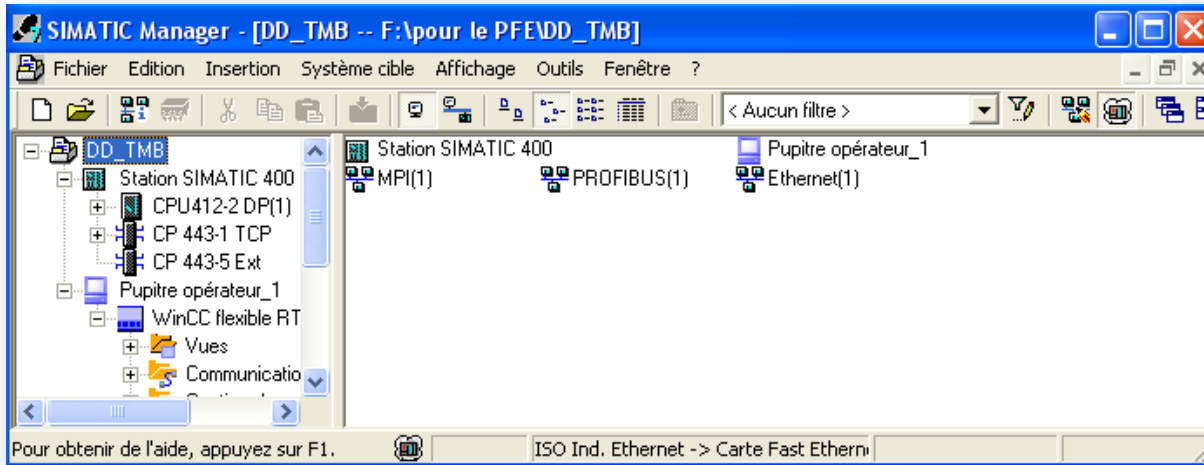 SIMATIC Manager - [DD_TMB -- F:\pour le PFE\DD_TMB]
Fichier Edition Insertion Système cible Affichage Outils Fenêtre ?
< Aucun filtre >
DD_TMB
Station SIMATIC 400
CPU412-2 DP(1)
CP 443-1 TCP
CP 443-5 Ext
Pupitre opérateur_1
WinCC flexible RT
Vues
Communicatio
Station SIMATIC 400 Pupitre opérateur_1
MPI(1) PROFIBUS(1) Ethernet(1)
Pour obtenir de l'aide, appuyez sur F1. ISO Ind. Ethernet -> Carte Fast Ethern